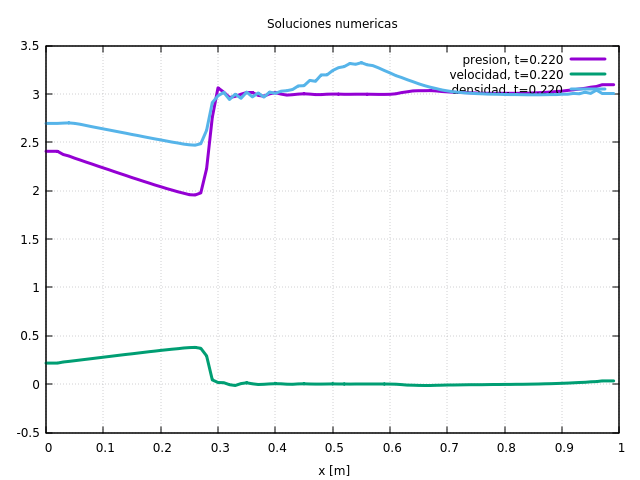 Soluciones numericas
3.5
3
2.5
2
1.5
1
0.5
0
-0.5
presion, t=0.220
velocidad, t=0.220
densidad, t=0.220
0 0.1 0.2 0.3 0.4 0.5 0.6 0.7 0.8 0.9 1
x [m]